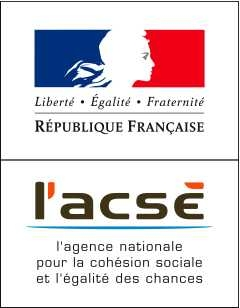 Liberté • Égalité • Fraternité
RÉPUBLIQUE FRANÇAISE
l'acsé
l'agence nationale
pour la cohésion sociale
et l'égalité des chances